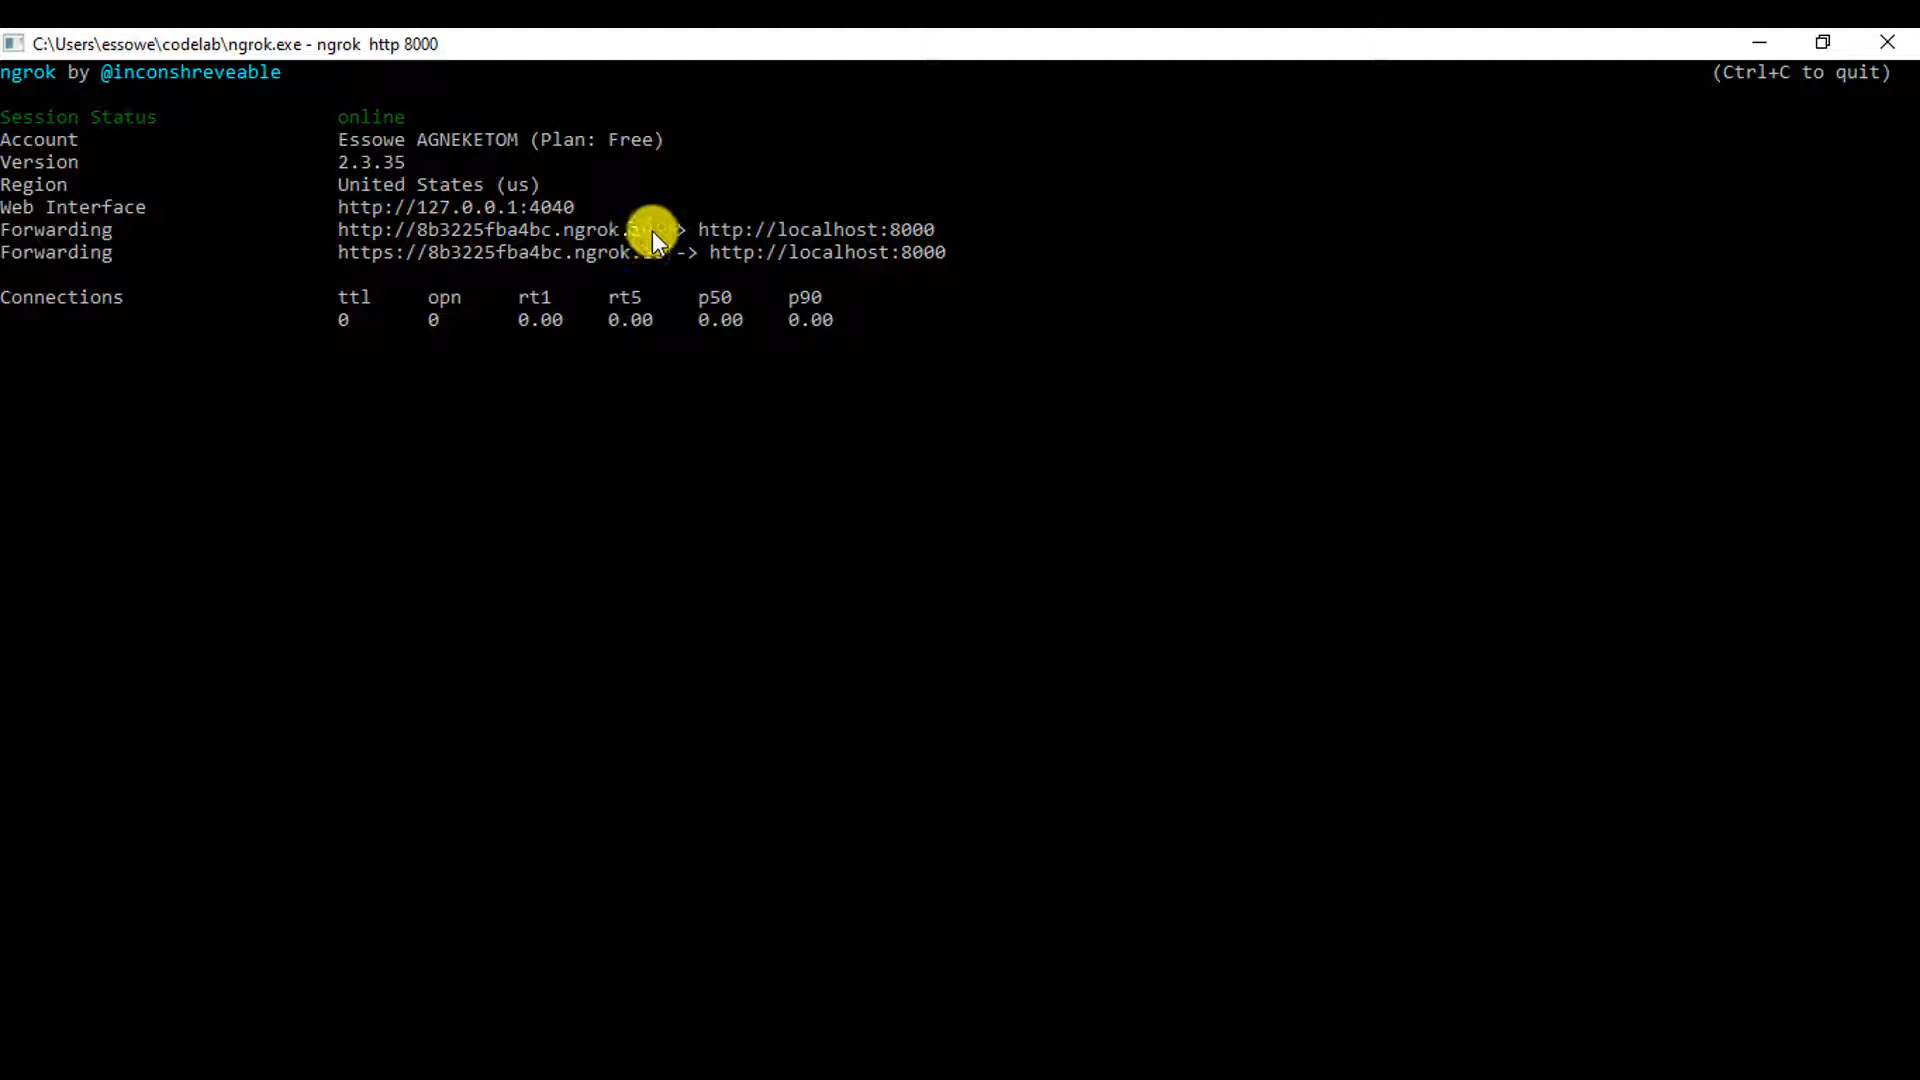 C:\Users\essowe\codelab\ngrok.exe - ngrok  http 8000
ngrok by @inconshreveable (Ctrl+C to quit)
Session Status online
Account Essowe AGNEKETOM (Plan: Free)
Version 2.3.35
Region United States (us)
Web Interface http://127.0.0.1:4040
Forwarding http://8b3225fba4bc.ngrok. > http://localhost:8000
Forwarding https://8b3225fba4bc.ngrok. -> http://localhost:8000
Connections ttl opn rt1 rt5 p50 p90
0 0 0.00 0.00 0.00 0.00